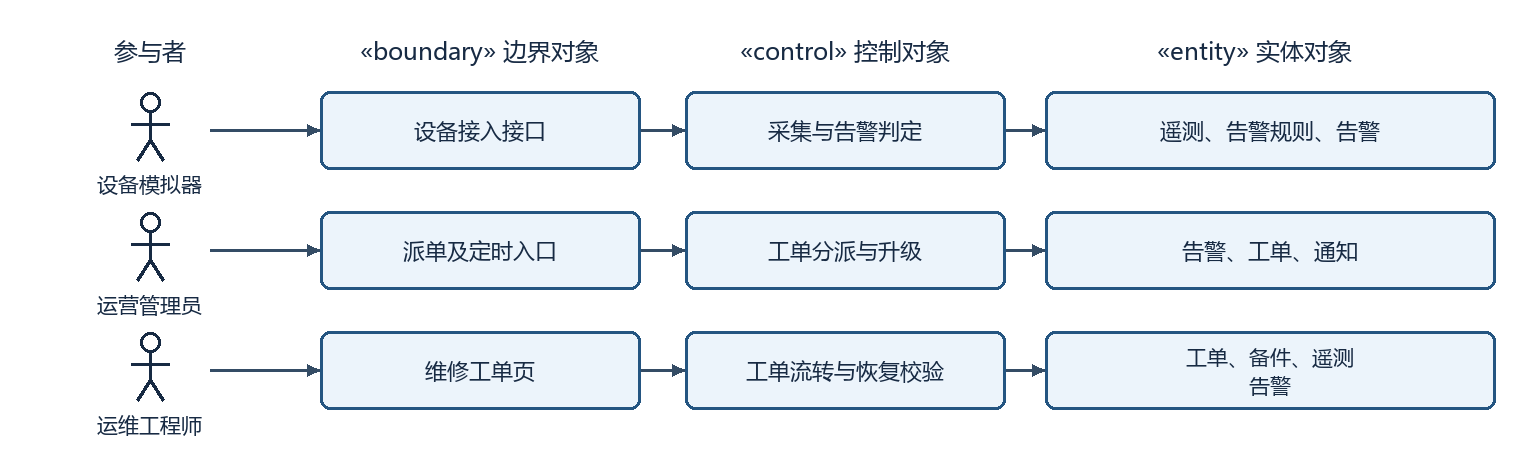 参与者
«boundary» 边界对象
«control» 控制对象
«entity» 实体对象
设备模拟器
设备接入接口
采集与告警判定
遥测、告警规则、告警
运营管理员
派单及定时入口
工单分派与升级
告警、工单、通知
运维工程师
维修工单页
工单流转与恢复校验
工单、备件、遥测
告警